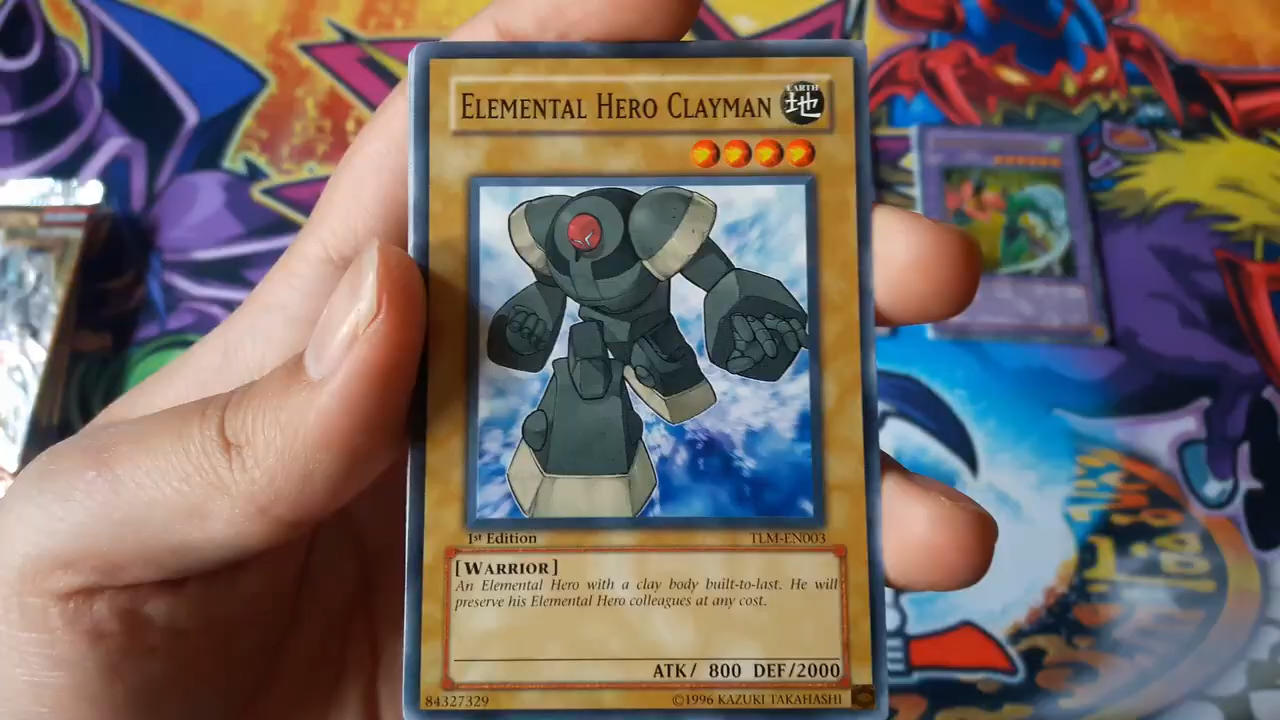 ELEMENTAL HERO CLAYMAN
EARTH
地
1st Edition
TLM-EN003
[WARRIOR]
An Elemental Hero with a clay body built-to-last. He will
preserve his Elemental Hero colleagues at any cost.
ATK/ 800 DEF/2000
84327329
©1996 KAZUKI TAKAHASHI